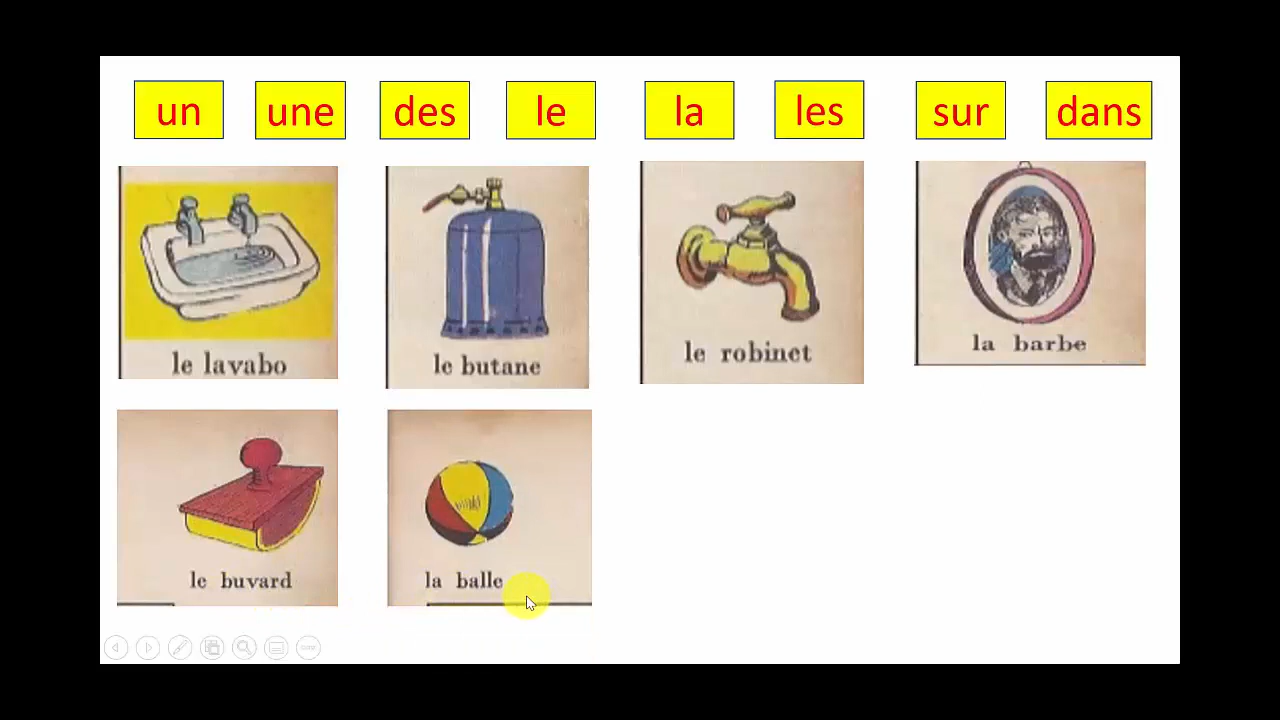 un une des le la les sur dans
le lavabo
le butane
le robinet
la barbe
le buvard
la balle